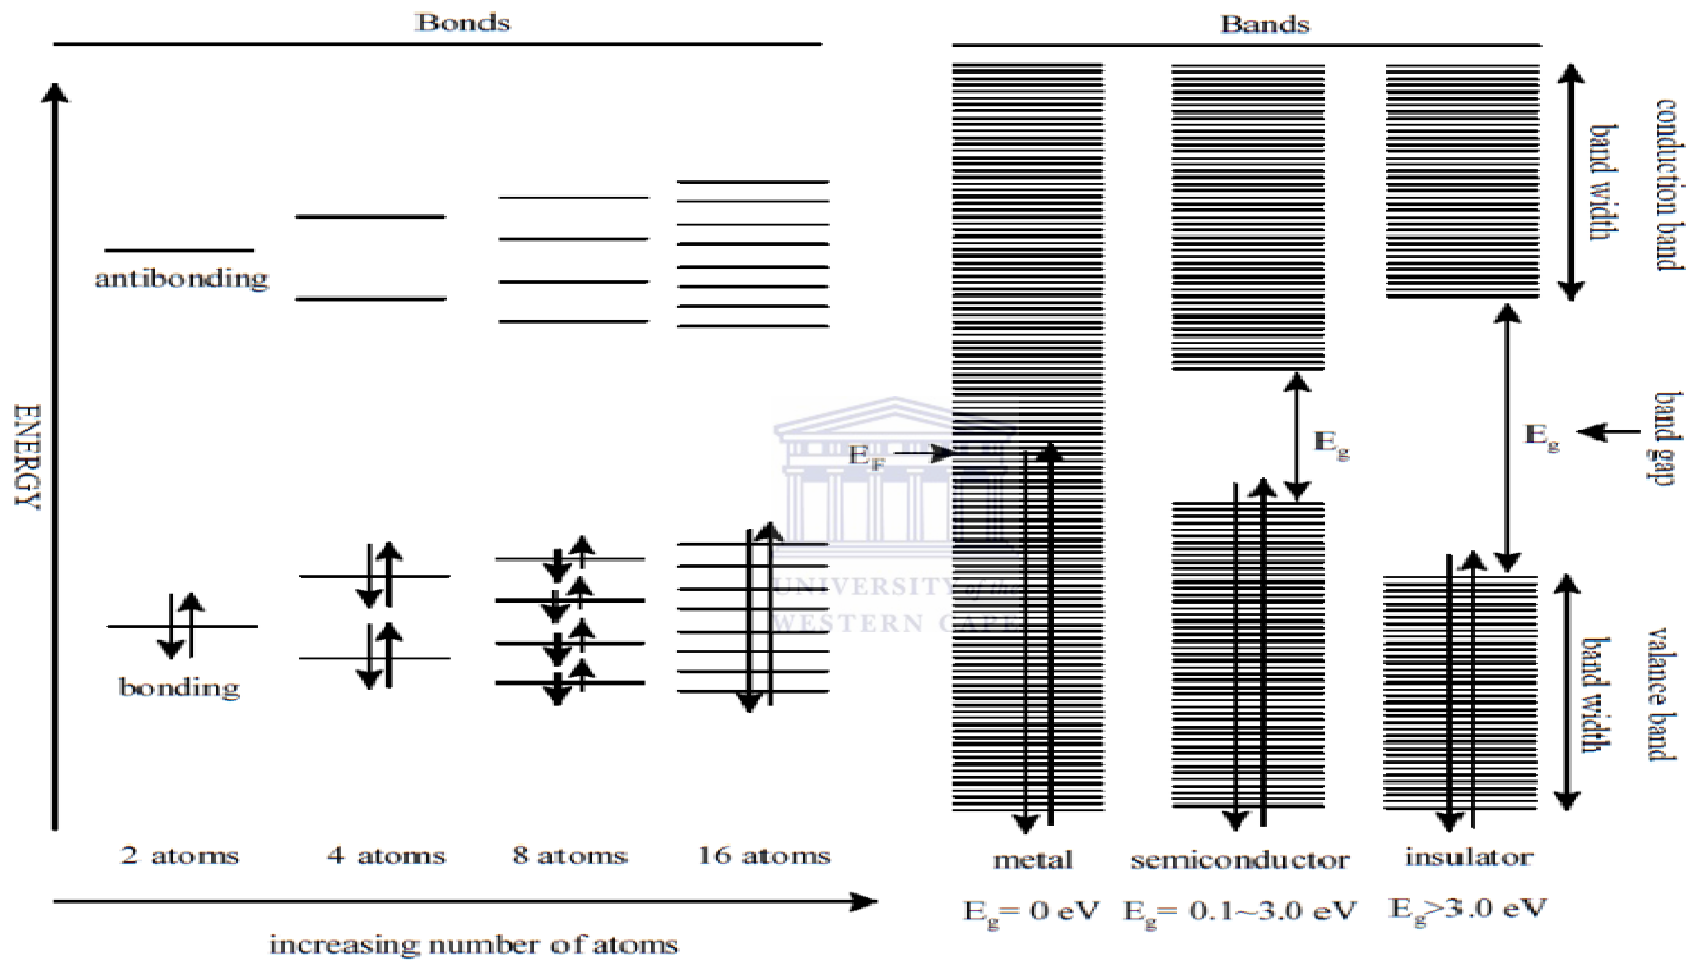 Bonds
Bands
ENERGY
antibonding
bonding
E_F
E_g
E_g
conduction band
band width
band gap
valance band
band width
UNIVERSITY of the
WESTERN CAPE
2 atoms
4 atoms
8 atoms
16 atoms
metal
semiconductor
insulator
E_g= 0 eV
E_g= 0.1~3.0 eV
E_g>3.0 eV
increasing number of atoms